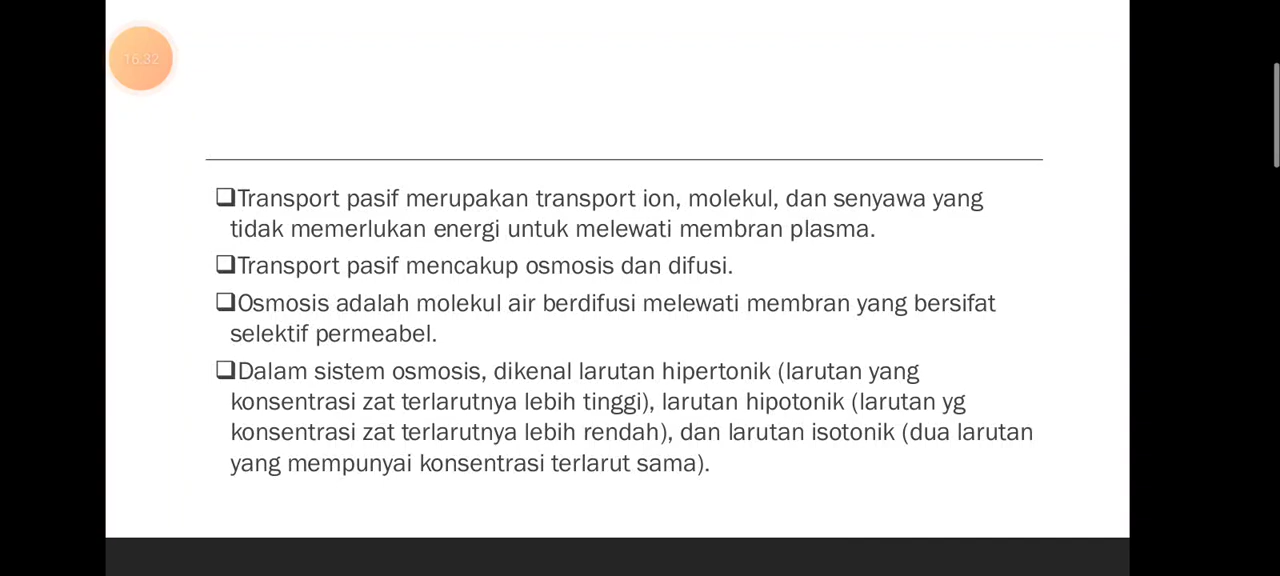 16:32
❑Transport pasif merupakan transport ion, molekul, dan senyawa yang
tidak memerlukan energi untuk melewati membran plasma.
❑Transport pasif mencakup osmosis dan difusi.
❑Osmosis adalah molekul air berdifusi melewati membran yang bersifat
selektif permeabel.
❑Dalam sistem osmosis, dikenal larutan hipertonik (larutan yang
konsentrasi zat terlarutnya lebih tinggi), larutan hipotonik (larutan yg
konsentrasi zat terlarutnya lebih rendah), dan larutan isotonik (dua larutan
yang mempunyai konsentrasi terlarut sama).